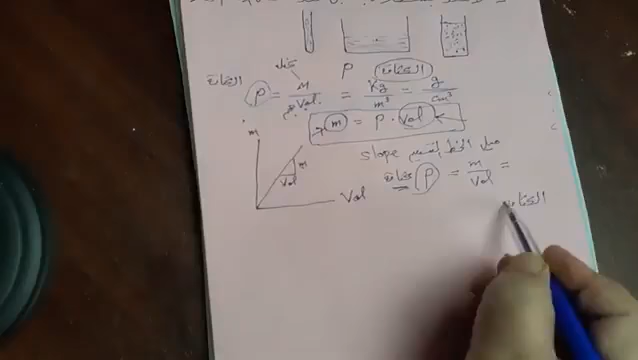 ρ الكثافة
كتلة
الكثافة ρ = M / Vol = Kg / m³ = g / cm³
حجم
m = ρ . Vol
m
ميل الخط المستقيم slope
m
Vol
كثافة ρ = m / Vol =
Vol
الكثافة